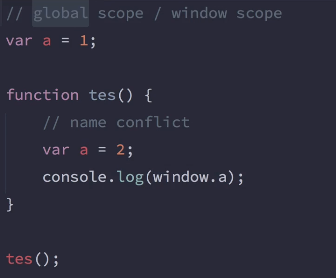 // global scope / window scope
var a = 1;
function tes() {
// name conflict
var a = 2;
console.log(window.a);
}
tes();